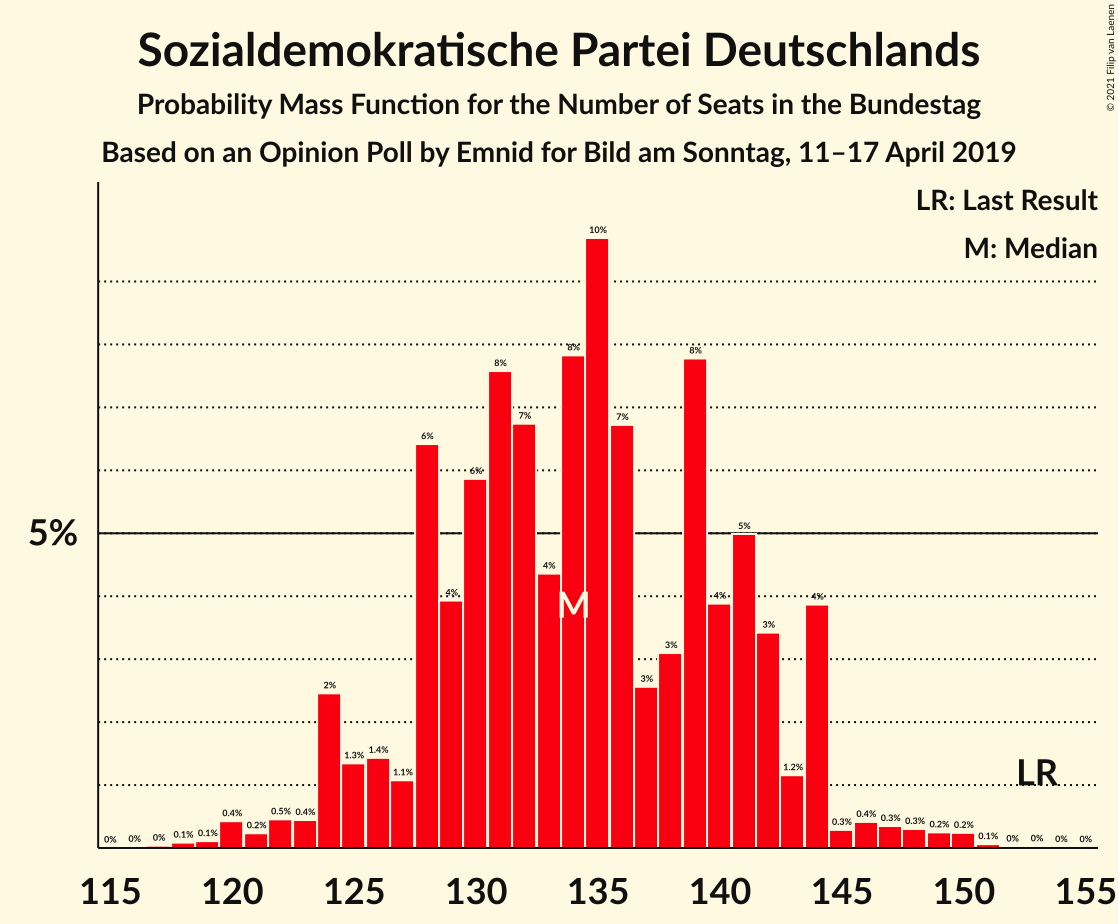 Sozialdemokratische Partei Deutschlands
Probability Mass Function for the Number of Seats in the Bundestag
Based on an Opinion Poll by Emnid for Bild am Sonntag, 11–17 April 2019
© 2021 Filip van Laenen
LR: Last Result
M: Median
5%
0% 0% 0% 0.1% 0.1% 0.4% 0.2% 0.5% 0.4% 2% 1.3% 1.4% 1.1% 6% 4% 6% 8% 7% 4% 8% 10% 7% 3% 3% 8% 4% 5% 3% 1.2% 4% 0.3% 0.4% 0.3% 0.3% 0.2% 0.2% 0.1% 0% 0% 0% 0%
M
LR
115 120 125 130 135 140 145 150 155